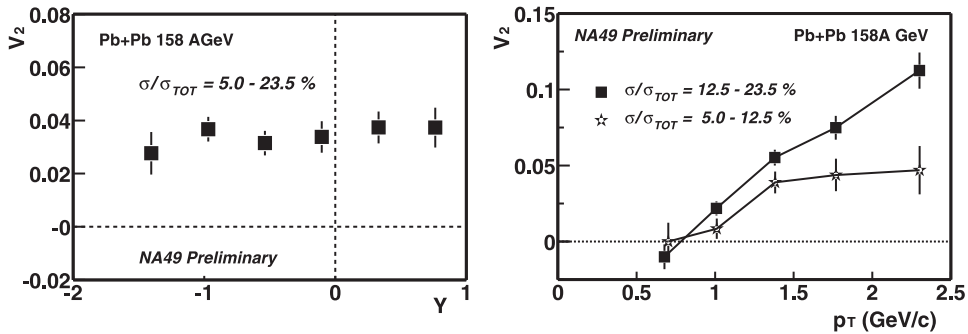 V2
0.08
0.06
0.04
0.02
-0
-0.02
Pb+Pb 158 AGeV
σ/σTOT = 5.0 - 23.5 %
NA49 Preliminary
-2
-1
0
1
Y
V2
0.1
0.05
0
NA49 Preliminary
Pb+Pb 158A GeV
σ/σTOT = 12.5 - 23.5 %
σ/σTOT = 5.0 - 12.5 %
0
0.5
1
1.5
2
2.5
pT (GeV/c)